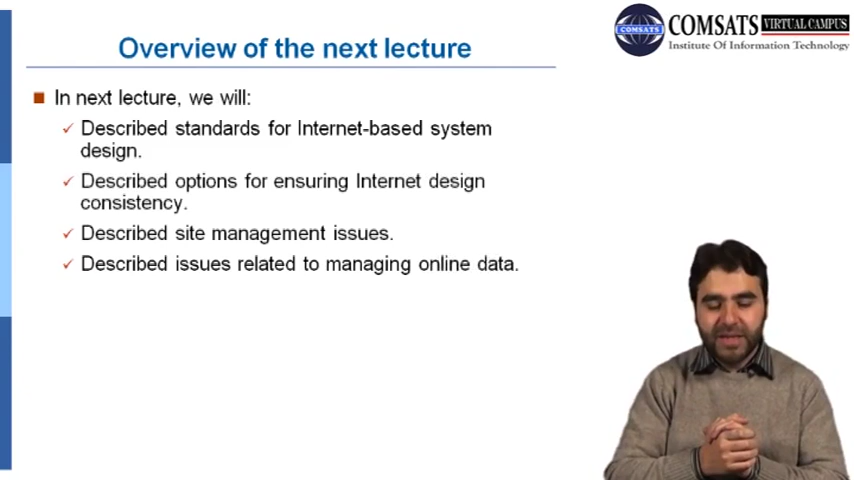 COMSATS VIRTUAL CAMPUS
COMSATS
Institute Of Information Technology
Overview of the next lecture
In next lecture, we will:
Described standards for Internet-based system
design.
Described options for ensuring Internet design
consistency.
Described site management issues.
Described issues related to managing online data.